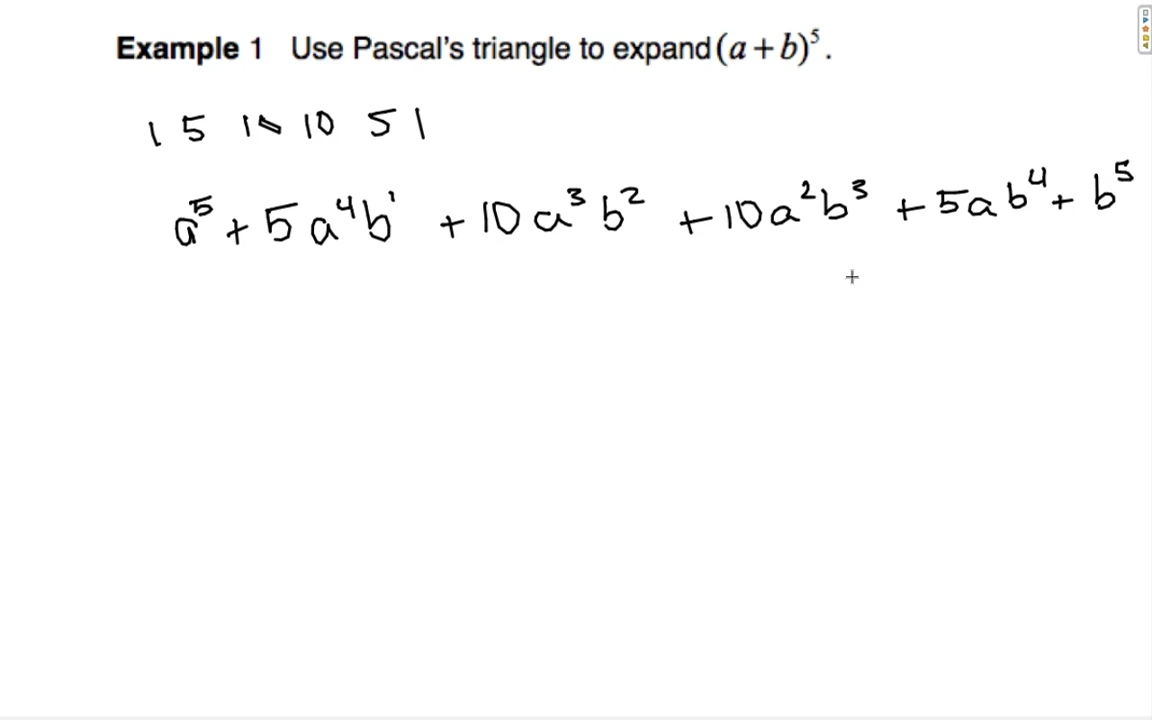 Example 1 Use Pascal's triangle to expand (a + b)⁵.
1 5 10 10 5 1
a⁵ + 5a⁴b¹ + 10a³b² + 10a²b³ + 5ab⁴ + b⁵